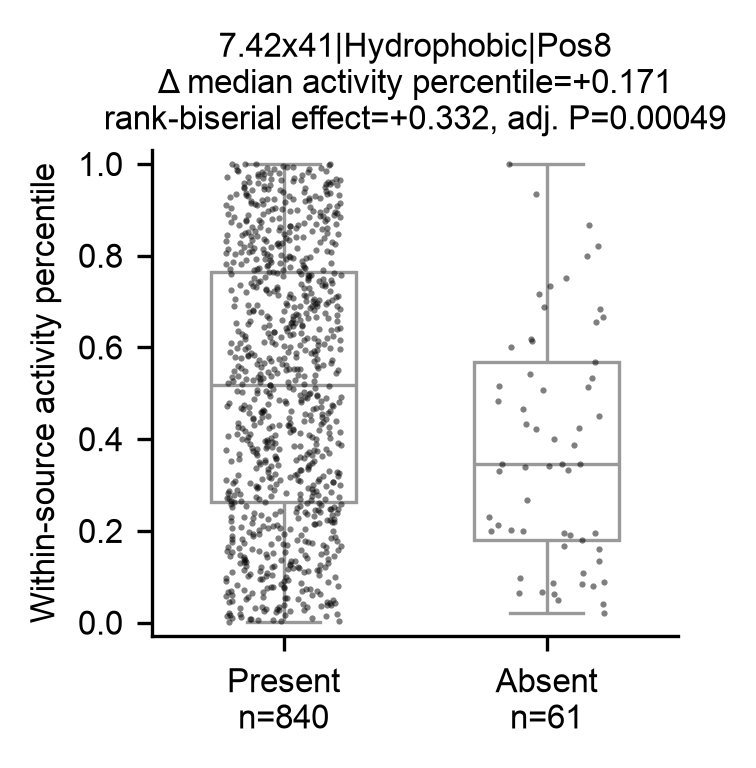 7.42x41|Hydrophobic|Pos8
Δ median activity percentile=+0.171
rank-biserial effect=+0.332, adj. P=0.00049
Within-source activity percentile
1.0
0.8
0.6
0.4
0.2
0.0
Present
n=840
Absent
n=61